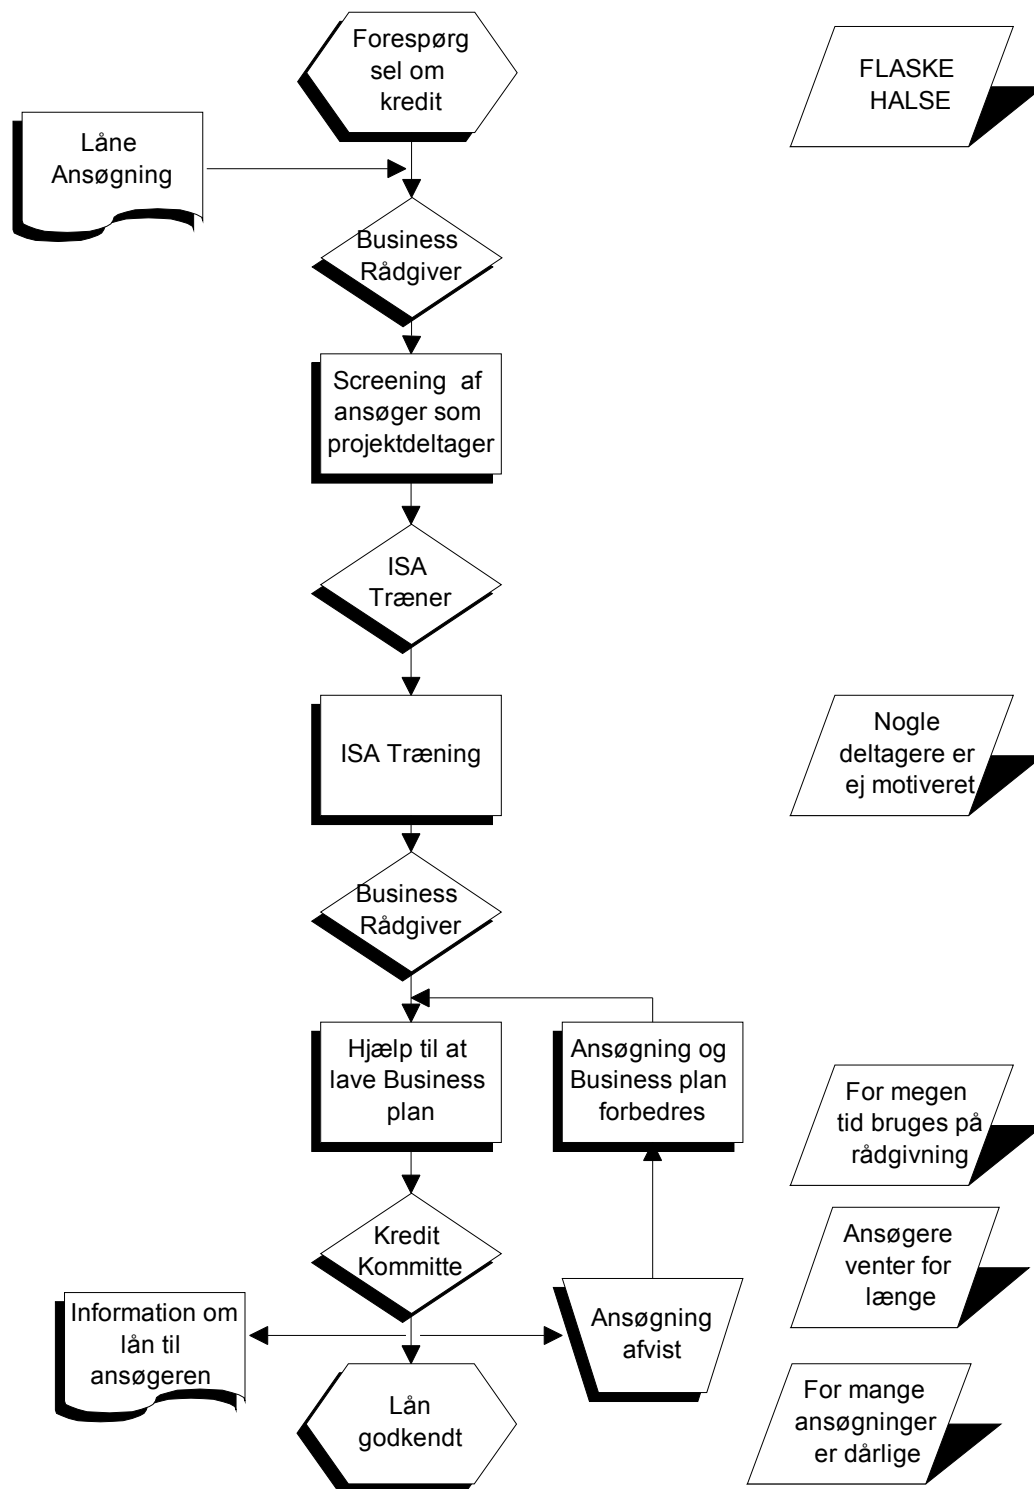 Forespørg
sel om
kredit
FLASKE
HALSE
Låne
Ansøgning
Business
Rådgiver
Screening af
ansøger som
projektdeltager
ISA
Træner
ISA Træning
Nogle
deltagere er
ej motiveret
Business
Rådgiver
Hjælp til at
lave Business
plan
Ansøgning og
Business plan
forbedres
For megen
tid bruges på
rådgivning
Kredit
Kommitte
Ansøgere
venter for
længe
Information om
lån til
ansøgeren
Ansøgning
afvist
Lån
godkendt
For mange
ansøgninger
er dårlige